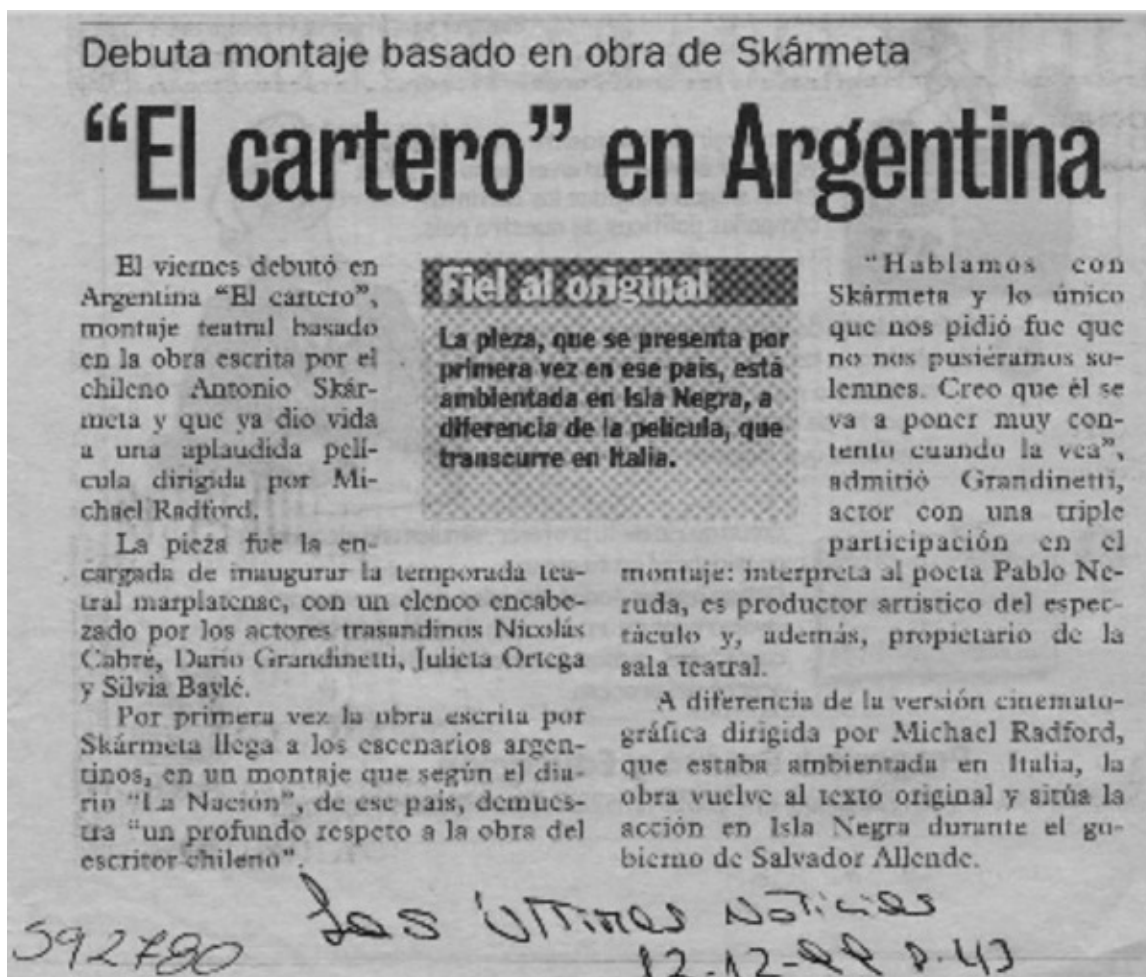 Debuta montaje basado en obra de Skármeta
“El cartero” en Argentina
El viernes debutó en
Argentina “El cartero”,
montaje teatral basado
en la obra escrita por el
chileno Antonio Skár-
meta y que ya dio vida
a una aplaudida pelí-
cula dirigida por Mi-
chael Radford.
La pieza fue la en-
cargada de inaugurar la temporada tea-
tral marplatense, con un elenco encabe-
zado por los actores trasandinos Nicolás
Cabré, Darío Grandinetti, Julieta Ortega
y Silvia Baylé.
Por primera vez la obra escrita por
Skármeta llega a los escenarios argen-
tinos, en un montaje que según el dia-
rio “La Nación”, de ese país, demues-
tra “un profundo respeto a la obra del
escritor chileno”.
Fiel al original
La pieza, que se presenta por
primera vez en ese país, está
ambientada en Isla Negra, a
diferencia de la película, que
transcurre en Italia.
“Hablamos con
Skármeta y lo único
que nos pidió fue que
no nos pusiéramos so-
lemnes. Creo que él se
va a poner muy con-
tento cuando la vea”,
admitió Grandinetti,
actor con una triple
participación en el
montaje: interpreta al poeta Pablo Ne-
ruda, es productor artístico del espec-
táculo y, además, propietario de la
sala teatral.
A diferencia de la versión cinemato-
gráfica dirigida por Michael Radford,
que estaba ambientada en Italia, la
obra vuelve al texto original y sitúa la
acción en Isla Negra durante el go-
bierno de Salvador Allende.
Las Últimas Noticias
592780
12-12-99 p. 43